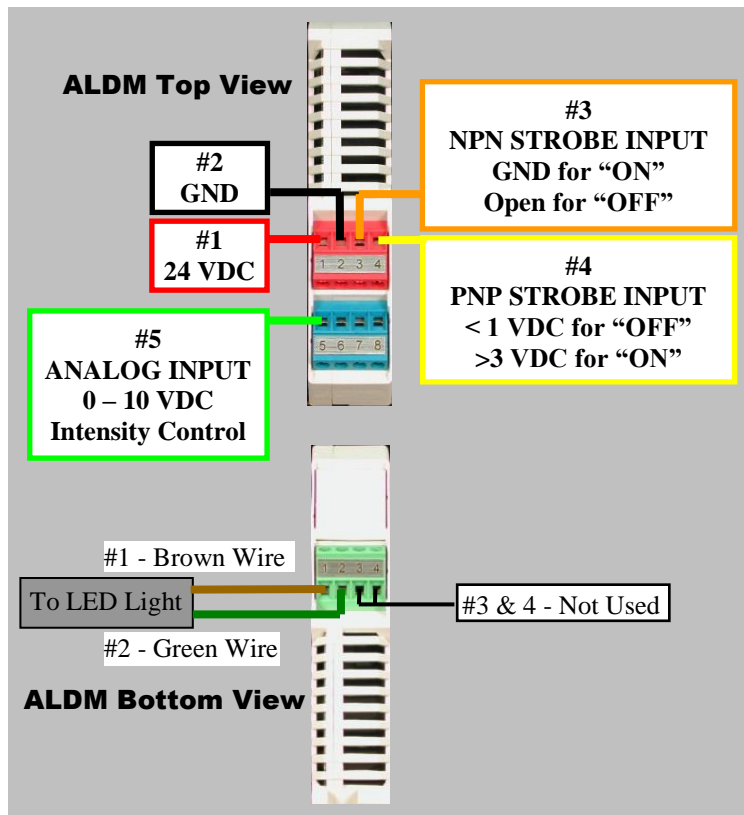 ALDM Top View
#2
GND
#1
24 VDC
#3
NPN STROBE INPUT
GND for “ON”
Open for “OFF”
#4
PNP STROBE INPUT
< 1 VDC for “OFF”
>3 VDC for “ON”
#5
ANALOG INPUT
0 – 10 VDC
Intensity Control
1 2 3 4
5 6 7 8
1 2 3 4
#1 - Brown Wire
To LED Light
#2 - Green Wire
#3 & 4 - Not Used
ALDM Bottom View